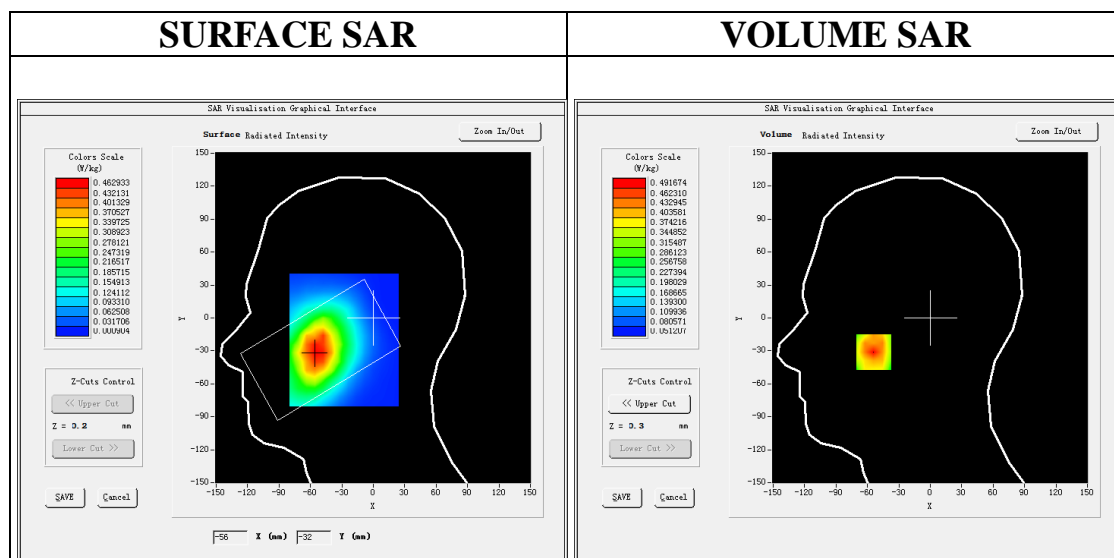 SURFACE SAR
VOLUME SAR
SAR Visualisation Graphical Interface
Surface Radiated Intensity
Zoom In/Out
Colors Scale
(W/kg)
0.462933
0.432131
0.401329
0.370527
0.339725
0.308923
0.278121
0.247319
0.216517
0.185715
0.154913
0.124112
0.093310
0.062508
0.031706
0.000904
150
120
90
60
30
0
-30
-60
-90
-120
-150
Y
-150 -120 -90 -60 -30 0 30 60 90 120 150
X
Z-Cuts Control
<< Upper Cut
Z = 0.2 mm
Lower Cut >>
SAVE Cancel
-56 X (mm) -32 Y (mm)
SAR Visualisation Graphical Interface
Volume Radiated Intensity
Zoom In/Out
Colors Scale
(W/kg)
0.491674
0.462310
0.432945
0.403581
0.374216
0.344852
0.315487
0.286123
0.256758
0.227394
0.198029
0.168665
0.139300
0.109936
0.080571
0.051207
150
120
90
60
30
0
-30
-60
-90
-120
-150
Y
-150 -120 -90 -60 -30 0 30 60 90 120 150
X
Z-Cuts Control
<< Upper Cut
Z = 0.3 mm
Lower Cut >>
SAVE Cancel